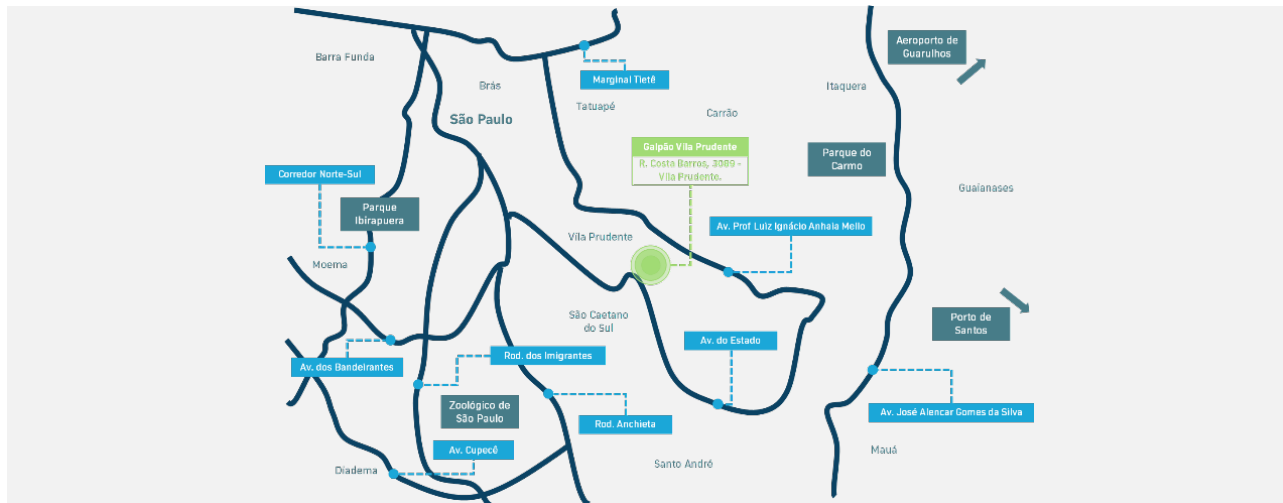 Aeroporto de
Guarulhos
Barra Funda
Marginal Tietê
Brás
Itaquera
Tatuapé
Carrão
São Paulo
Galpão Vila Prudente
R. Costa Barros, 3089 -
Vila Prudente.
Parque do
Carmo
Corredor Norte-Sul
Guaianases
Parque
Ibirapuera
Av. Prof Luiz Ignácio Anhaia Mello
Vila Prudente
Moema
São Caetano
do Sul
Porto de
Santos
Av. do Estado
Rod. dos Imigrantes
Av. dos Bandeirantes
Zoológico de
São Paulo
Av. José Alencar Gomes da Silva
Rod. Anchieta
Av. Cupecê
Mauá
Santo André
Diadema